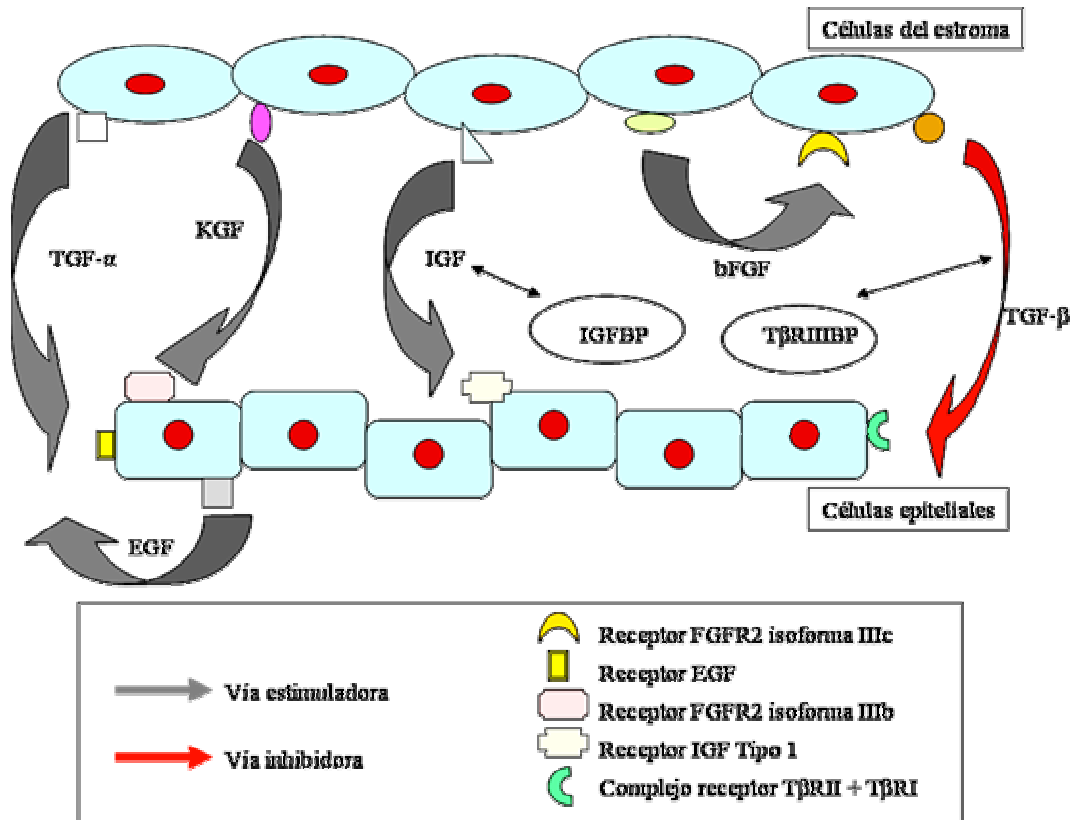 Células del estroma
KGF
TGF-α
IGF
bFGF
IGFBP
TβRIIIBP
TGF-β
Células epiteliales
EGF
Receptor FGFR2 isoforma IIIc
Receptor EGF
Vía estimuladora
Receptor FGFR2 isoforma IIIb
Receptor IGF Tipo 1
Vía inhibidora
Complejo receptor TβRII + TβRI